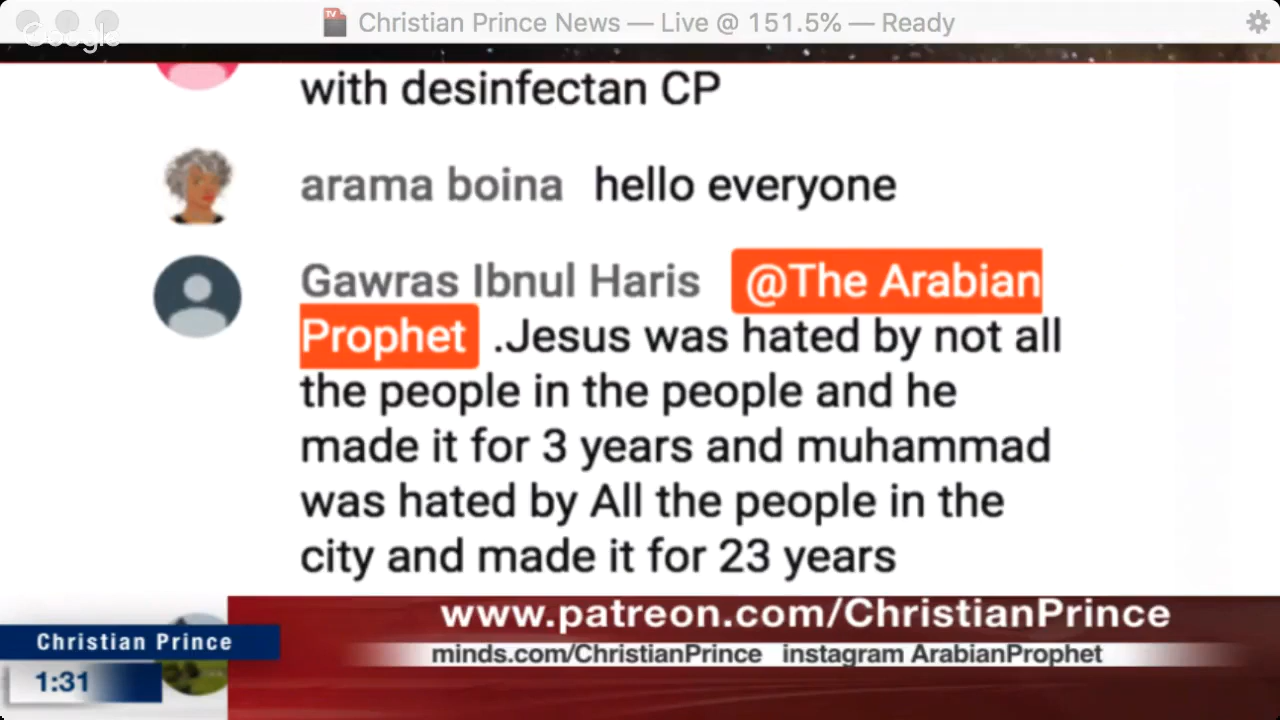 Google
TV
Christian Prince News — Live @ 151.5% — Ready
with desinfectan CP
arama boina hello everyone
Gawras Ibnul Haris @The Arabian
Prophet .Jesus was hated by not all
the people in the people and he
made it for 3 years and muhammad
was hated by All the people in the
city and made it for 23 years
www.patreon.com/ChristianPrince
Christian Prince
minds.com/ChristianPrince instagram ArabianProphet
1:31